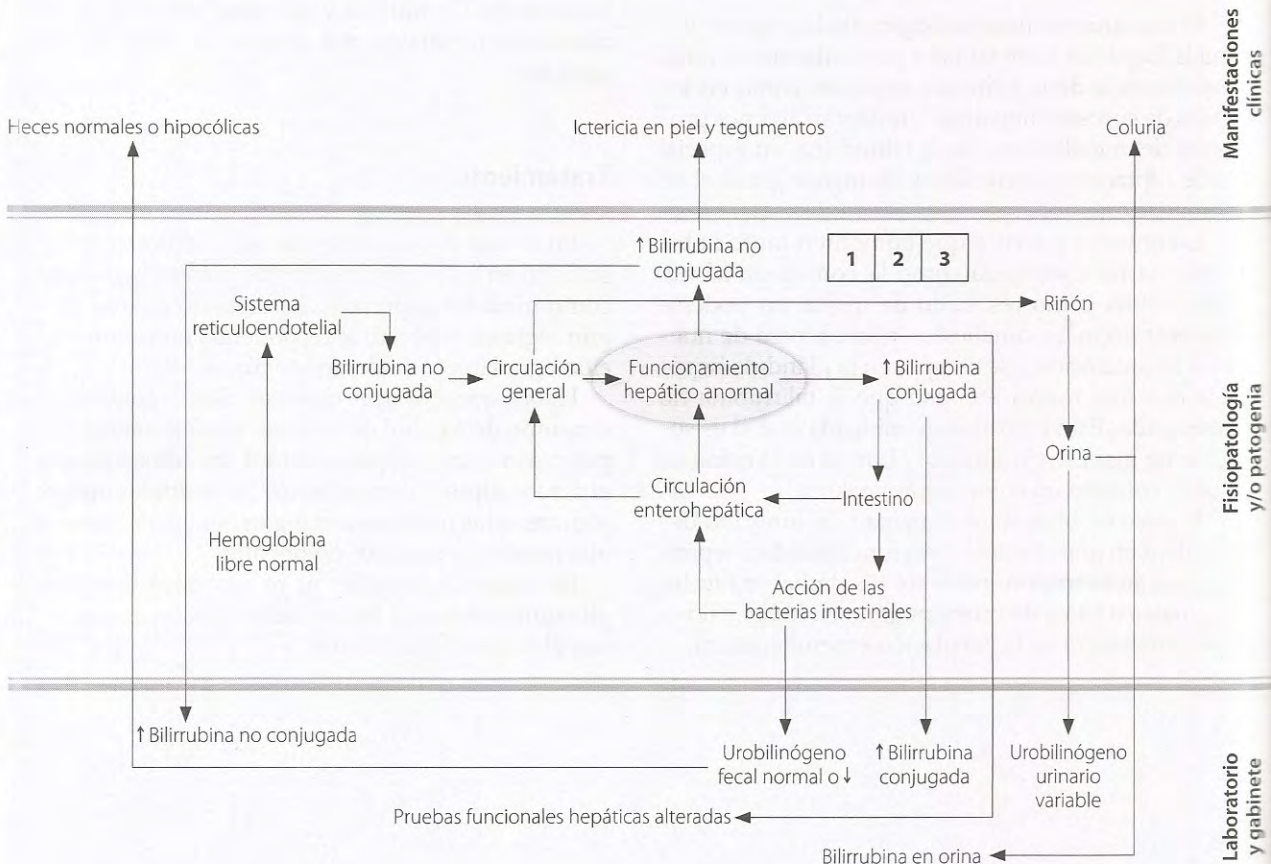 Manifestaciones
clínicas
Heces normales o hipocólicas
Ictericia en piel y tegumentos
Coluria
↑Bilirrubina no
conjugada
1 2 3
Sistema
reticuloendotelial
Riñón
Bilirrubina no
conjugada
Circulación
general
Funcionamiento
hepático anormal
↑ Bilirrubina
conjugada
Fisiopatología
y/o patogenia
Orina
Circulación
enterohepática
Intestino
Hemoglobina
libre normal
Acción de las
bacterias intestinales
↑ Bilirrubina no conjugada
Urobilinógeno
fecal normal o ↓
↑ Bilirrubina
conjugada
Urobilinógeno
urinario
variable
Laboratorio
y gabinete
Pruebas funcionales hepáticas alteradas
Bilirrubina en orina
Tratamiento